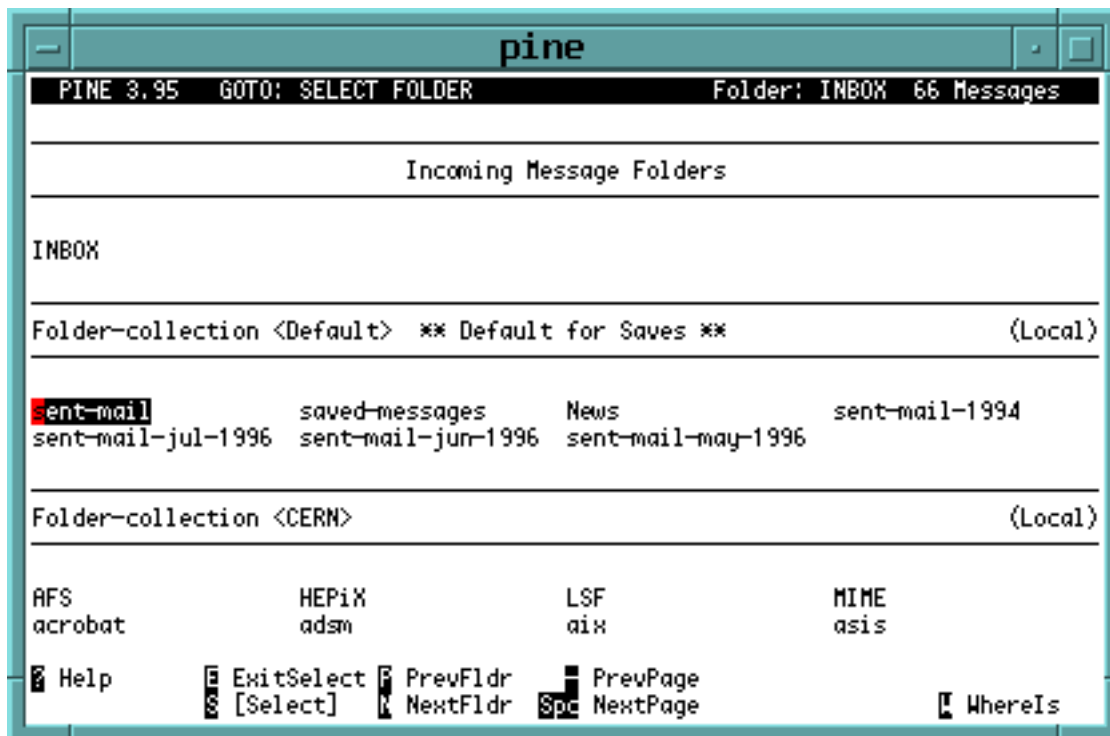 pine
PINE 3.95 GOTO: SELECT FOLDER Folder: INBOX 66 Messages
Incoming Message Folders
INBOX
Folder-collection <Default> ** Default for Saves ** (Local)
sent-mail saved-messages News sent-mail-1994
sent-mail-jul-1996 sent-mail-jun-1996 sent-mail-may-1996
Folder-collection <CERN> (Local)
AFS HEPiX LSF MIME
acrobat adsm aix asis
? Help E ExitSelect P PrevFldr - PrevPage
S [Select] N NextFldr Spc NextPage W WhereIs